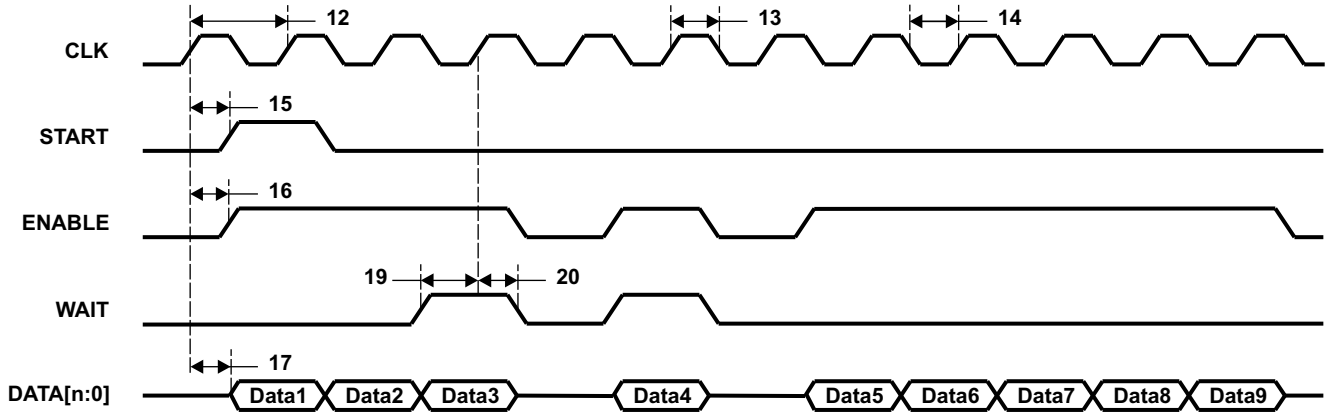 12 13 14
CLK
15
START
16
ENABLE
19 20
WAIT
17
DATA[n:0] Data1 Data2 Data3 Data4 Data5 Data6 Data7 Data8 Data9